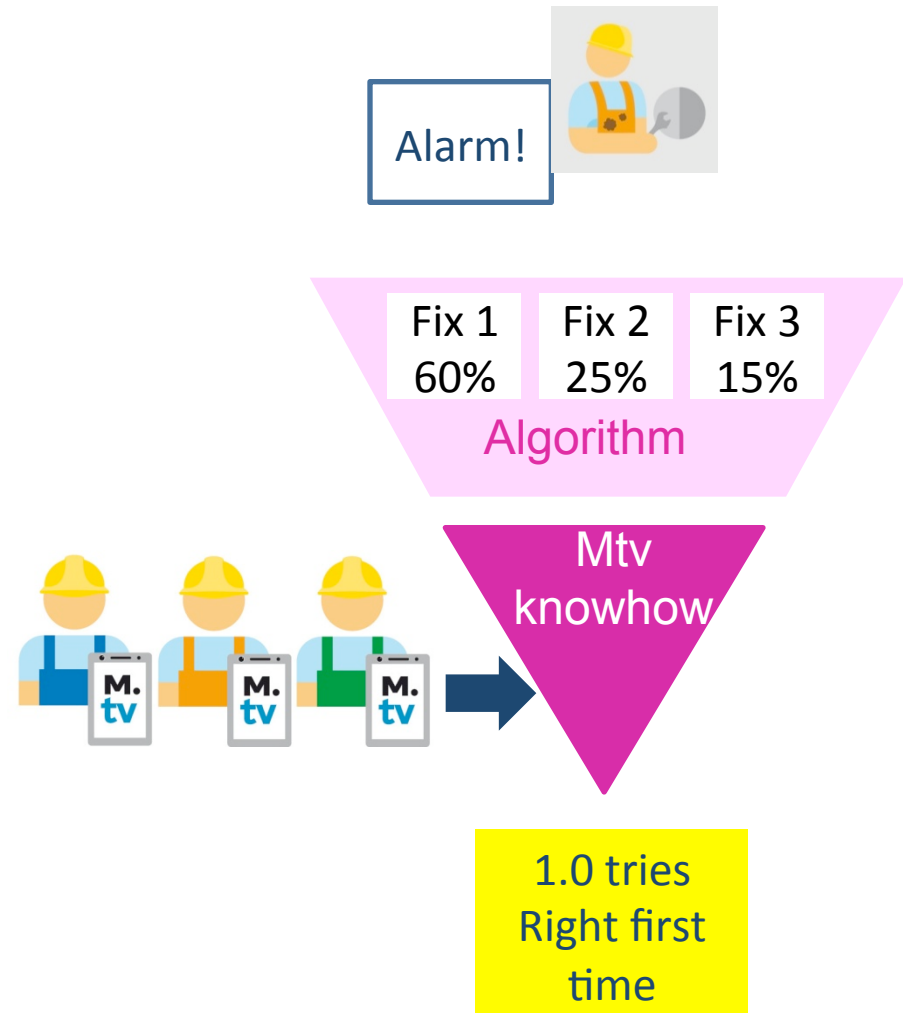 Alarm!
Fix 1
60%
Fix 2
25%
Fix 3
15%
Algorithm
Mtv
knowhow
M.
tv
M.
tv
M.
tv
1.0 tries
Right first
time